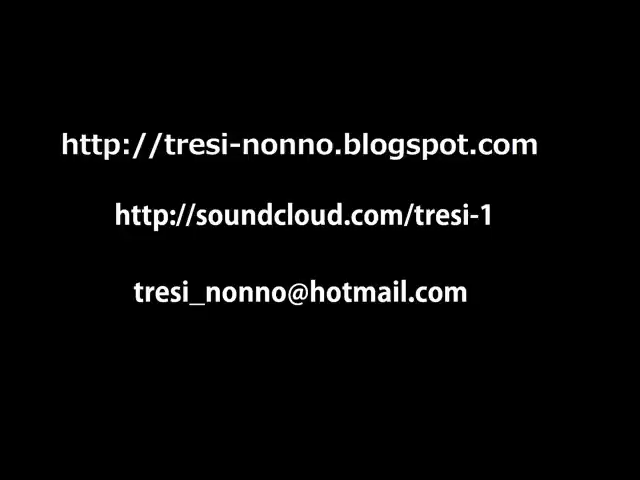 http://tresi-nonno.blogspot.com
http://soundcloud.com/tresi-1
tresi_nonno@hotmail.com